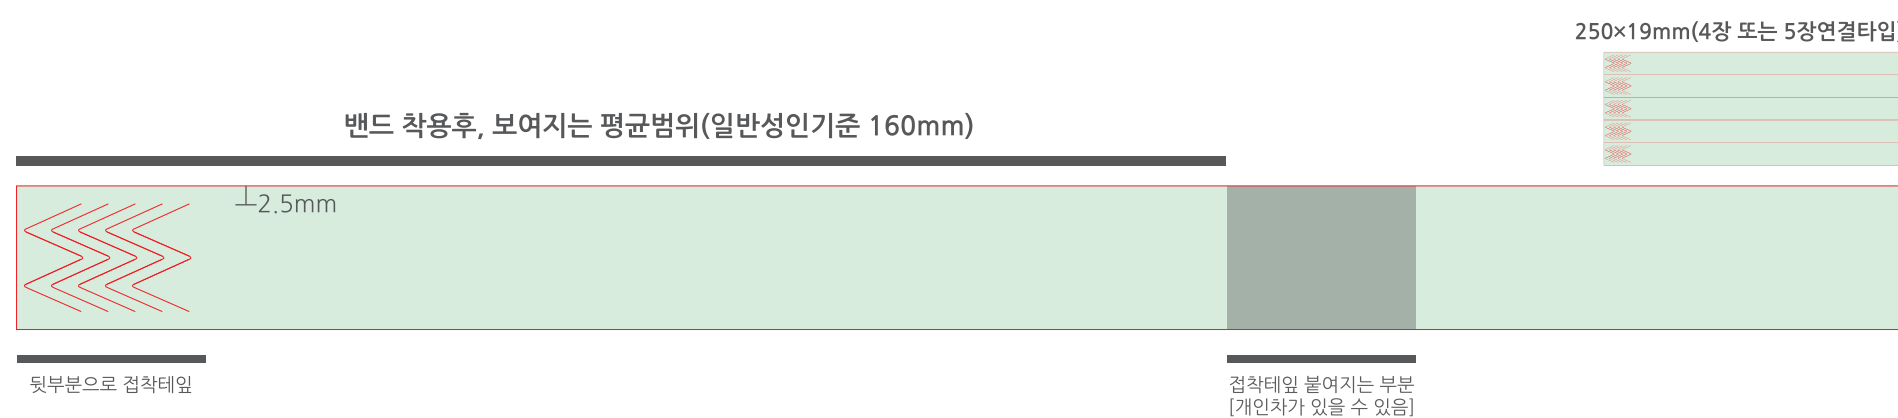 250×19mm(4장 또는 5장연결타입)
밴드 착용후, 보여지는 평균범위(일반성인기준 160mm)
2.5mm
뒷부분으로 접착테잎
접착테잎 붙여지는 부분
[개인차가 있을 수 있음]